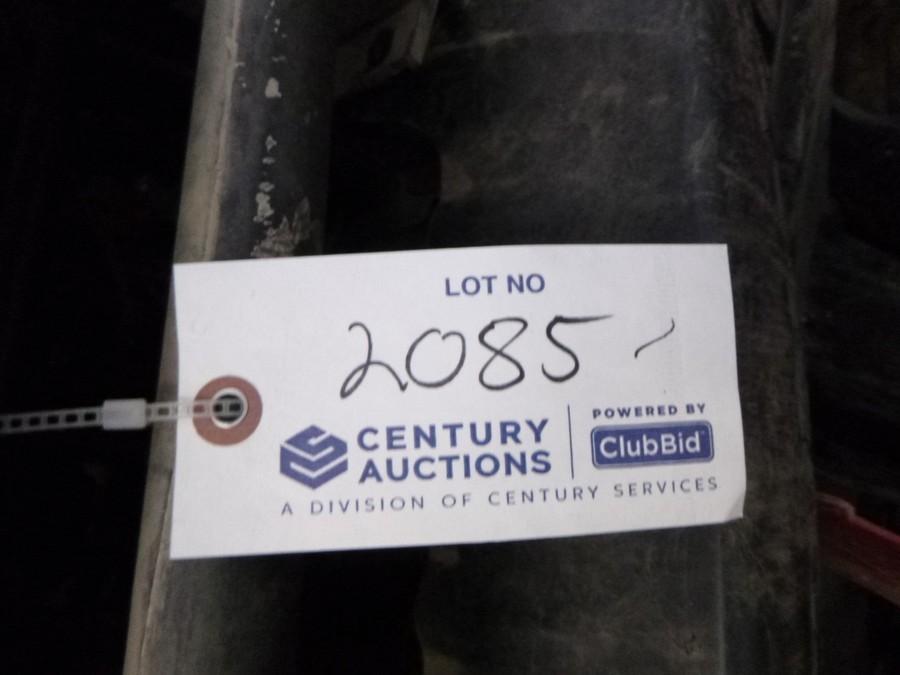 LOT NO
2085
CENTURY
AUCTIONS
POWERED BY
ClubBid
A DIVISION OF CENTURY SERVICES